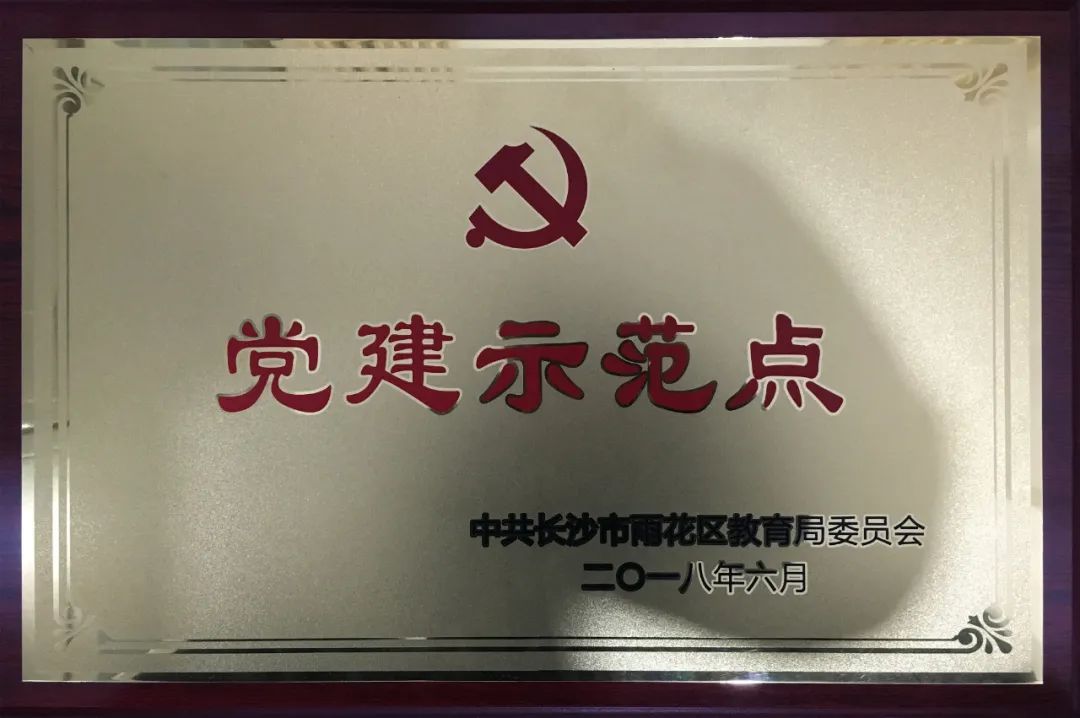 党建示范点
中共长沙市雨花区教育局委员会
二〇一八年六月